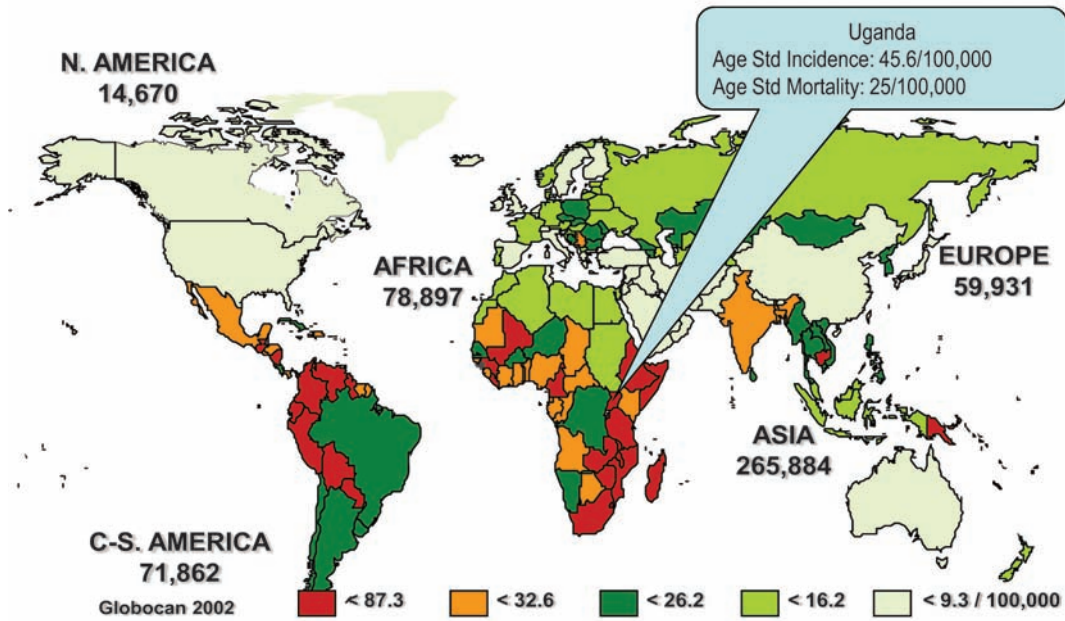 Uganda
Age Std Incidence: 45.6/100,000
Age Std Mortality: 25/100,000
N. AMERICA
14,670
AFRICA
78,897
EUROPE
59,931
ASIA
265,884
C-S. AMERICA
71,862
Globocan 2002
< 87.3
< 32.6
< 26.2
< 16.2
< 9.3 / 100,000